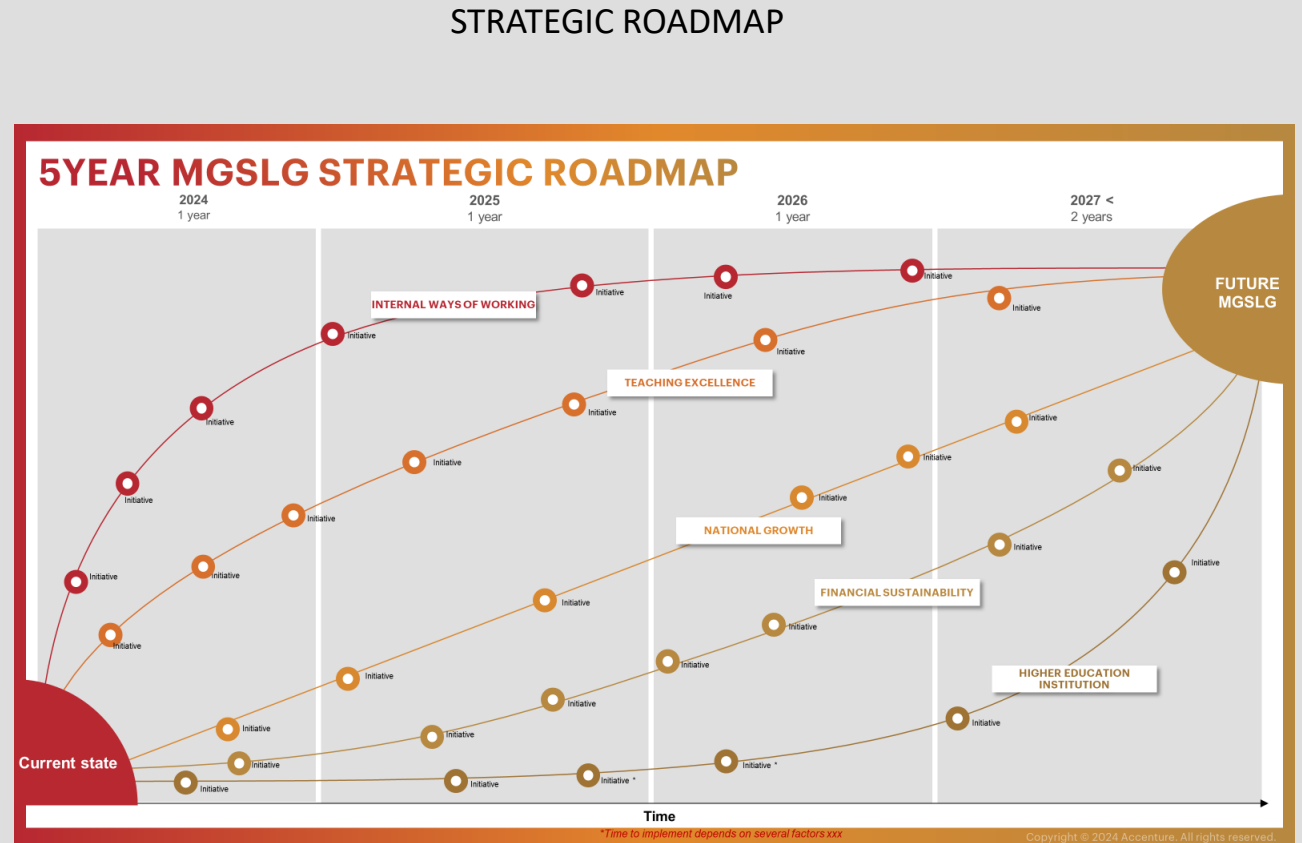 STRATEGIC ROADMAP
5YEAR MGSLG STRATEGIC ROADMAP
2024
1 year
2025
1 year
2026
1 year
2027 <
2 years
FUTURE
MGSLG
Initiative
Initiative
Initiative
INTERNAL WAYS OF WORKING
Initiative
Initiative
Initiative
TEACHING EXCELLENCE
Initiative
Initiative
Initiative
Initiative
Initiative
Initiative
Initiative
Initiative
Initiative
Initiative
Initiative
NATIONAL GROWTH
Initiative
Initiative
Initiative
Initiative
FINANCIAL SUSTAINABILITY
Initiative
Initiative
Initiative
Initiative
HIGHER EDUCATION
INSTITUTION
Initiative
Initiative
Initiative
Initiative
Initiative
Current state
Initiative
Initiative *
Initiative *
Initiative
Initiative
Time
*Time to implement depends on several factors xxx
Copyright © 2024 Accenture. All rights reserved.